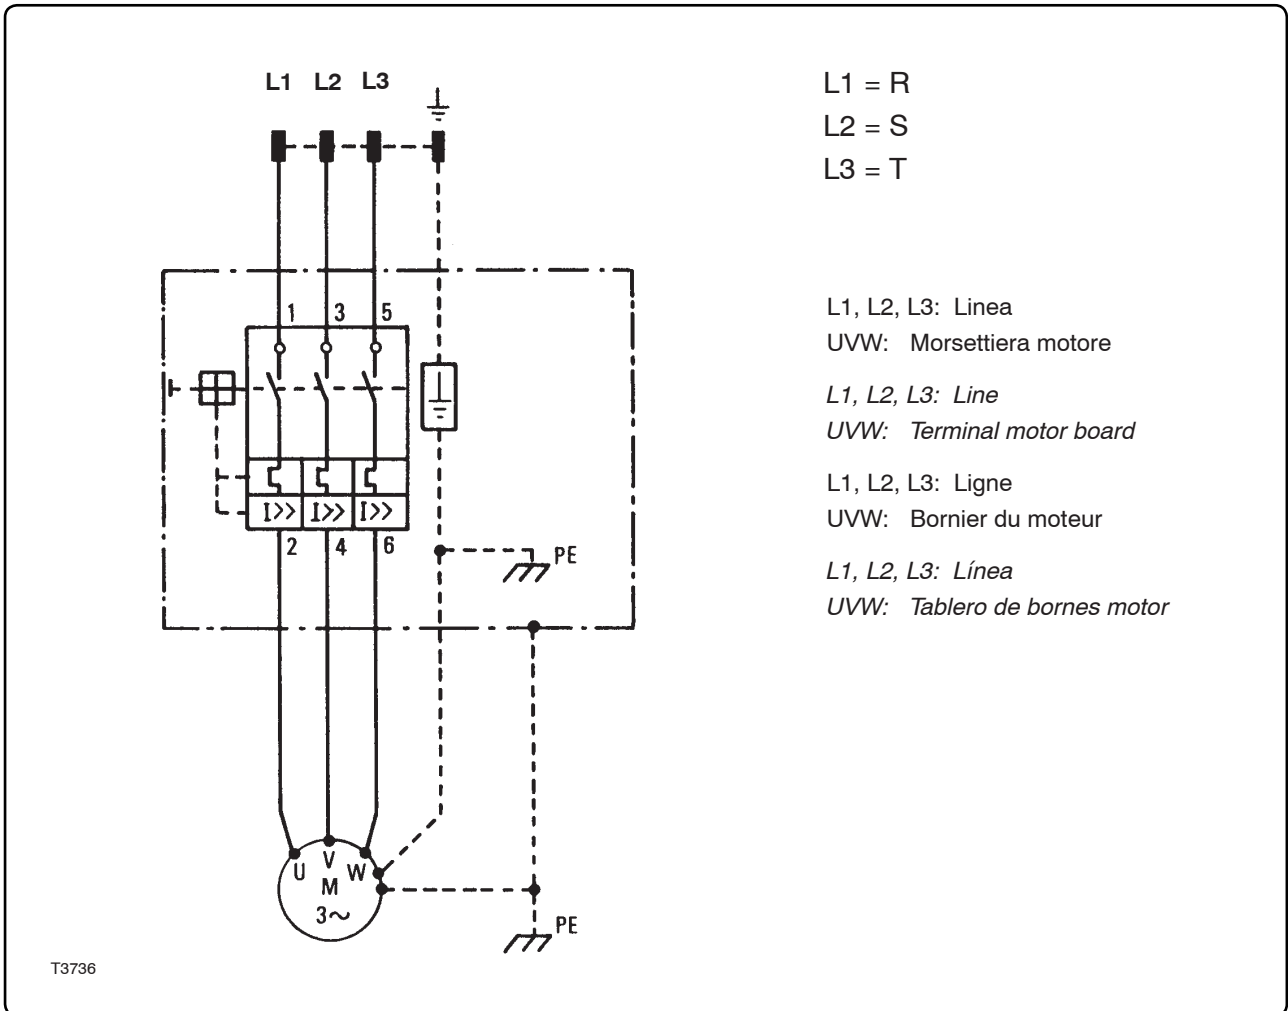 L1 L2 L3
1 3 5
I>> I>> I>>
2 4 6
PE
U V W
M
3~
PE
T3736
L1 = R
L2 = S
L3 = T
L1, L2, L3: Linea
UVW: Morsettiera motore
L1, L2, L3: Line
UVW: Terminal motor board
L1, L2, L3: Ligne
UVW: Bornier du moteur
L1, L2, L3: Línea
UVW: Tablero de bornes motor